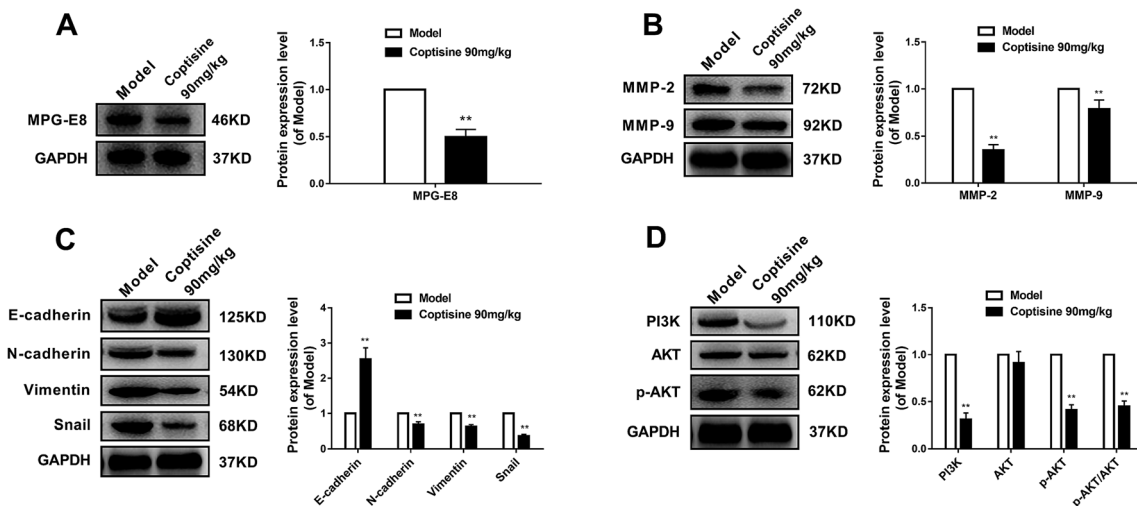 A
Model
Coptisine
90mg/kg
MPG-E8
46KD
GAPDH
37KD
Protein expression level
(of Model)
1.5
1.0
0.5
0.0
Model
Coptisine 90mg/kg
**
MPG-E8
B
Model
Coptisine
90mg/kg
MMP-2
72KD
MMP-9
92KD
GAPDH
37KD
Protein expression level
(of Model)
1.5
1.0
0.5
0.0
Model
Coptisine 90mg/kg
**
**
MMP-2
MMP-9
C
Model
Coptisine
90mg/kg
E-cadherin
125KD
N-cadherin
130KD
Vimentin
54KD
Snail
68KD
GAPDH
37KD
Protein expression level
(of Model)
4
3
2
1
0
Model
Coptisine 90mg/kg
**
**
**
**
E-cadherin
N-cadherin
Vimentin
Snail
D
Model
Coptisine
90mg/kg
PI3K
110KD
AKT
62KD
p-AKT
62KD
GAPDH
37KD
Protein expression level
(of Model)
1.5
1.0
0.5
0.0
Model
Coptisine 90mg/kg
**
**
**
PI3K
AKT
p-AKT
p-AKT/AKT